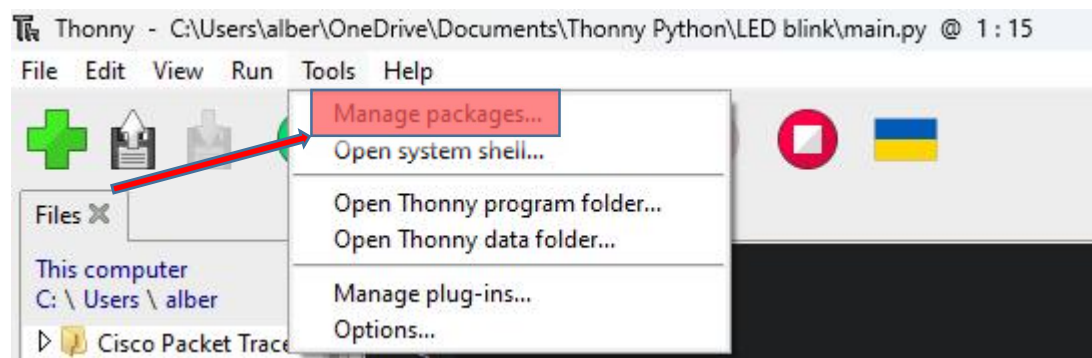 Thonny - C:\Users\alber\OneDrive\Documents\Thonny Python\LED blink\main.py @ 1:15
File Edit View Run Tools Help
Manage packages...
Open system shell...
Open Thonny program folder...
Open Thonny data folder...
Manage plug-ins...
Options...
Files
This computer
C: \ Users \ alber
Cisco Packet Trace